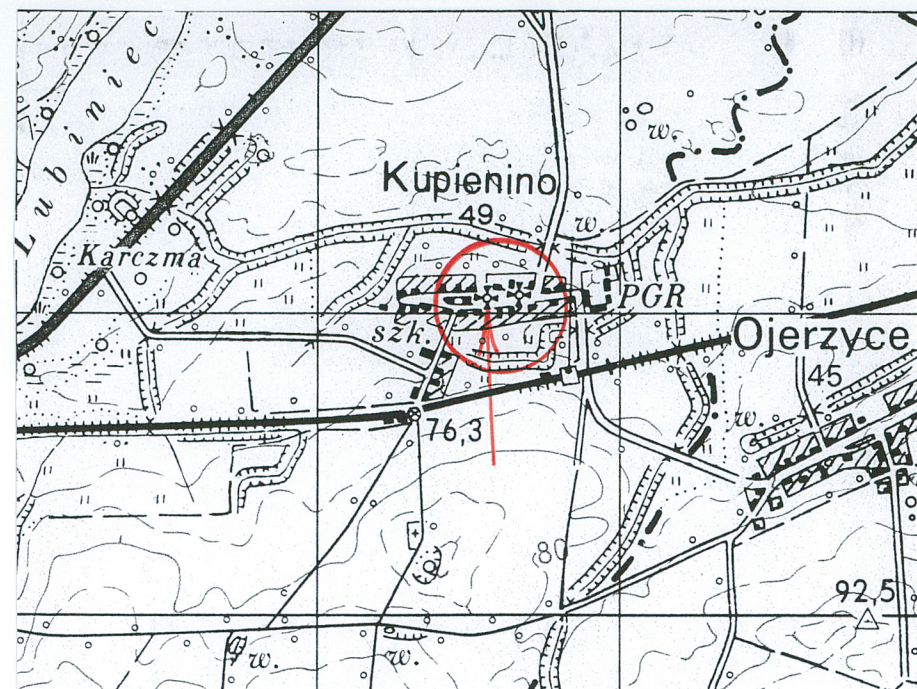 Lubiniec
w.
Kupienino
49
w.
Karczma
PGR
szk.
Ojerzyce
45
w.
76,3
80
92,5
w.
w.